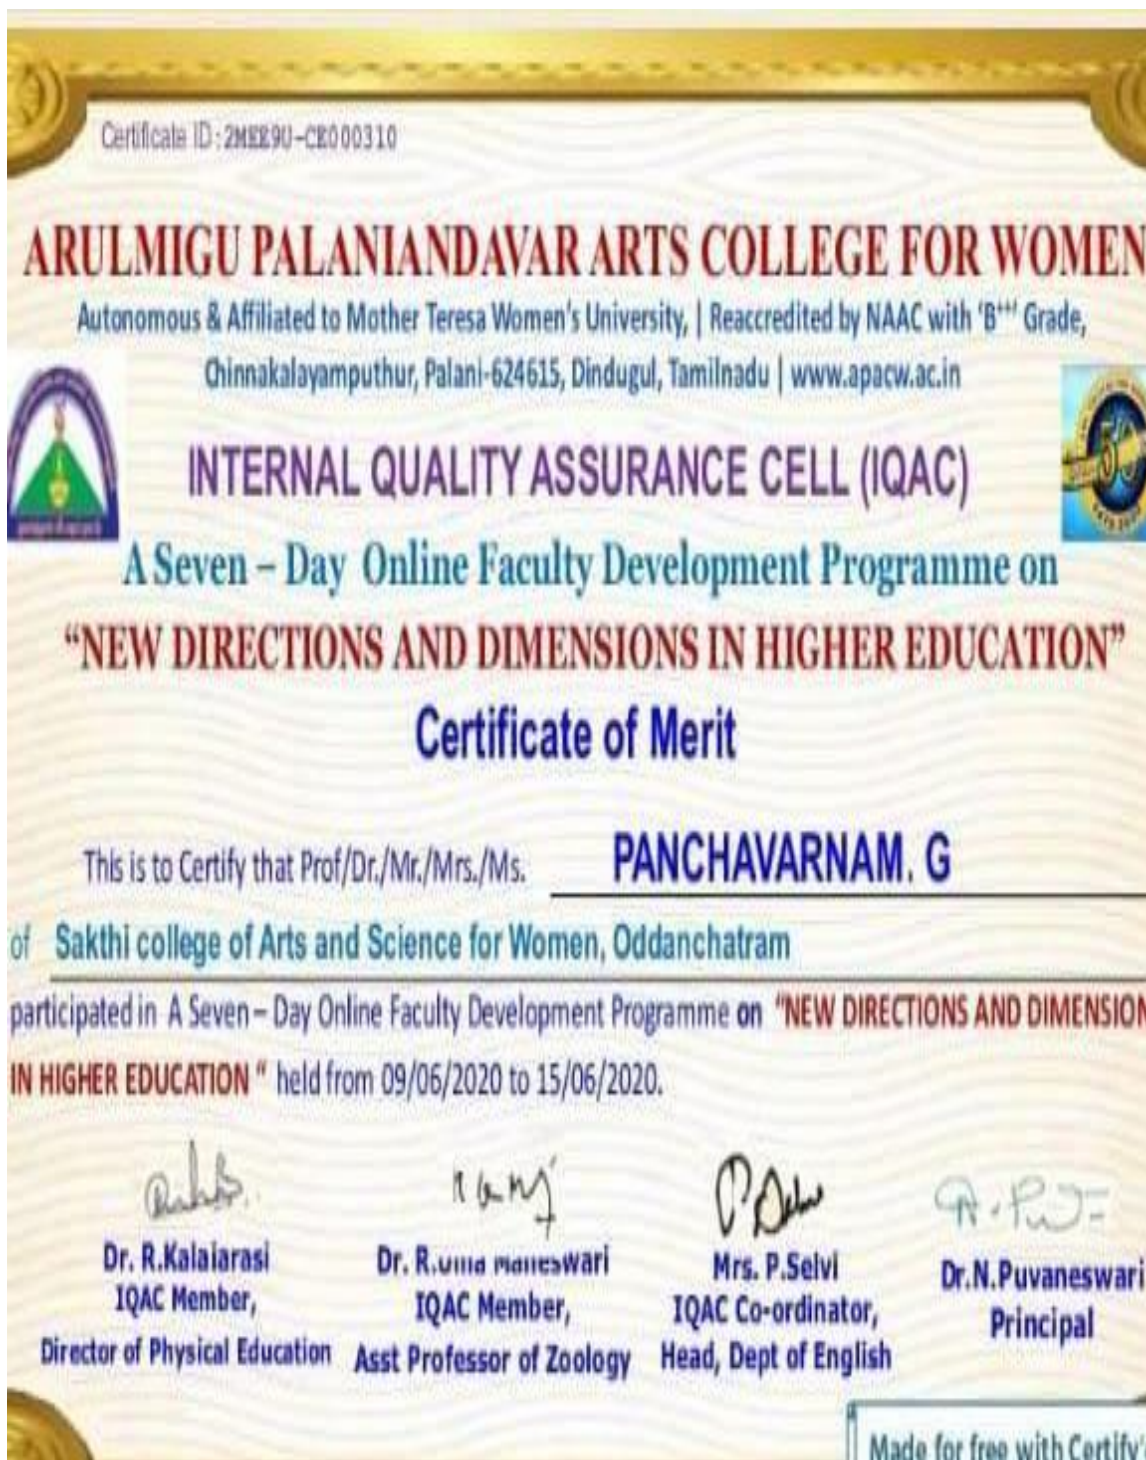 Certificate ID : 2MEE9U-CE000310
ARULMIGU PALANIANDAVAR ARTS COLLEGE FOR WOMEN
Autonomous & Affiliated to Mother Teresa Women's University, | Reaccredited by NAAC with 'B++' Grade,
Chinnakalayamputhur, Palani-624615, Dindugul, Tamilnadu | www.apacw.ac.in
INTERNAL QUALITY ASSURANCE CELL (IQAC)
50
A Seven – Day Online Faculty Development Programme on
“NEW DIRECTIONS AND DIMENSIONS IN HIGHER EDUCATION”
Certificate of Merit
This is to Certify that Prof/Dr./Mr./Mrs./Ms. PANCHAVARNAM. G
of Sakthi college of Arts and Science for Women, Oddanchatram
participated in A Seven – Day Online Faculty Development Programme on “NEW DIRECTIONS AND DIMENSION
IN HIGHER EDUCATION “ held from 09/06/2020 to 15/06/2020.
Dr. R.Kalaiarasi Dr. R. Mrs. P.Selvi Dr.N.Puvaneswari
IQAC Member, IQAC Member, IQAC Co-ordinator, Principal
Director of Physical Education Asst Professor of Zoology Head, Dept of English
Made for free with Certify'